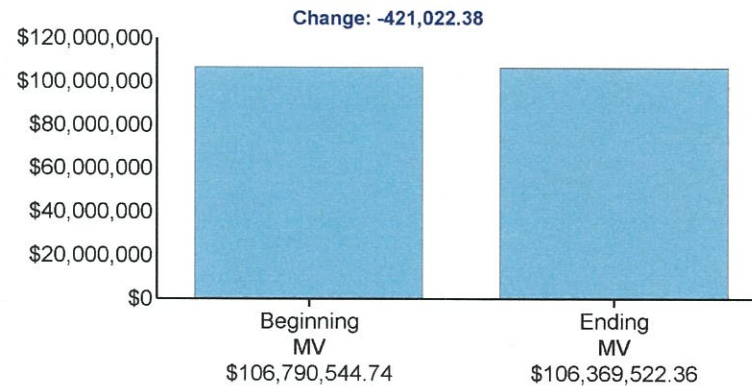 Change: -421,022.38
$120,000,000
$100,000,000
$80,000,000
$60,000,000
$40,000,000
$20,000,000
$0
Beginning
MV
$106,790,544.74
Ending
MV
$106,369,522.36